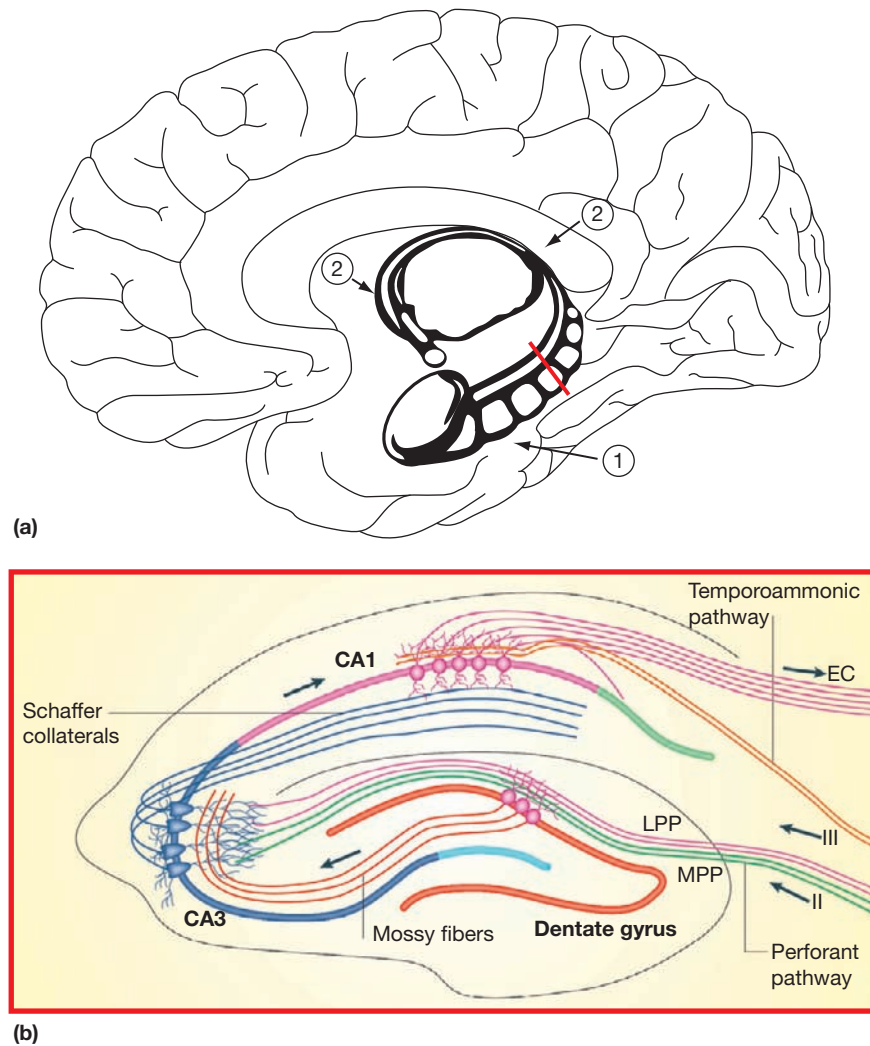 2
2
1
(a)
Temporoammonic
pathway
CA1
EC
Schaffer
collaterals
LPP
III
MPP
II
CA3
Mossy fibers
Dentate gyrus
Perforant
pathway
(b)